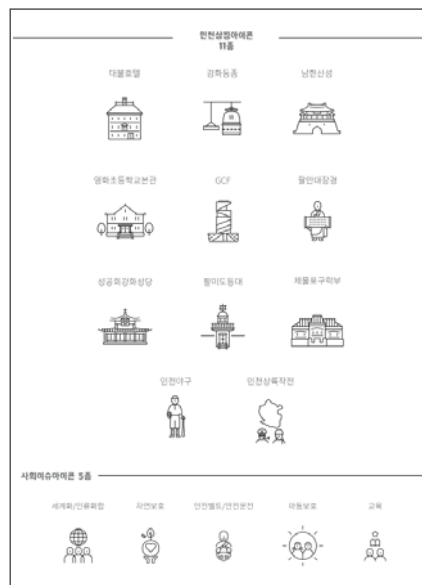 인천상징아이콘
11종
대불호텔 강화동종 남한산성
영화초등학교본관 GCF 팔만대장경
성공회강화성당 팔미도등대 제물포구락부
인천야구 인천상륙작전
사회이슈아이콘 5종
세계화/인류화합 자연보호 안전벨트/안전운전 아동보호 교육